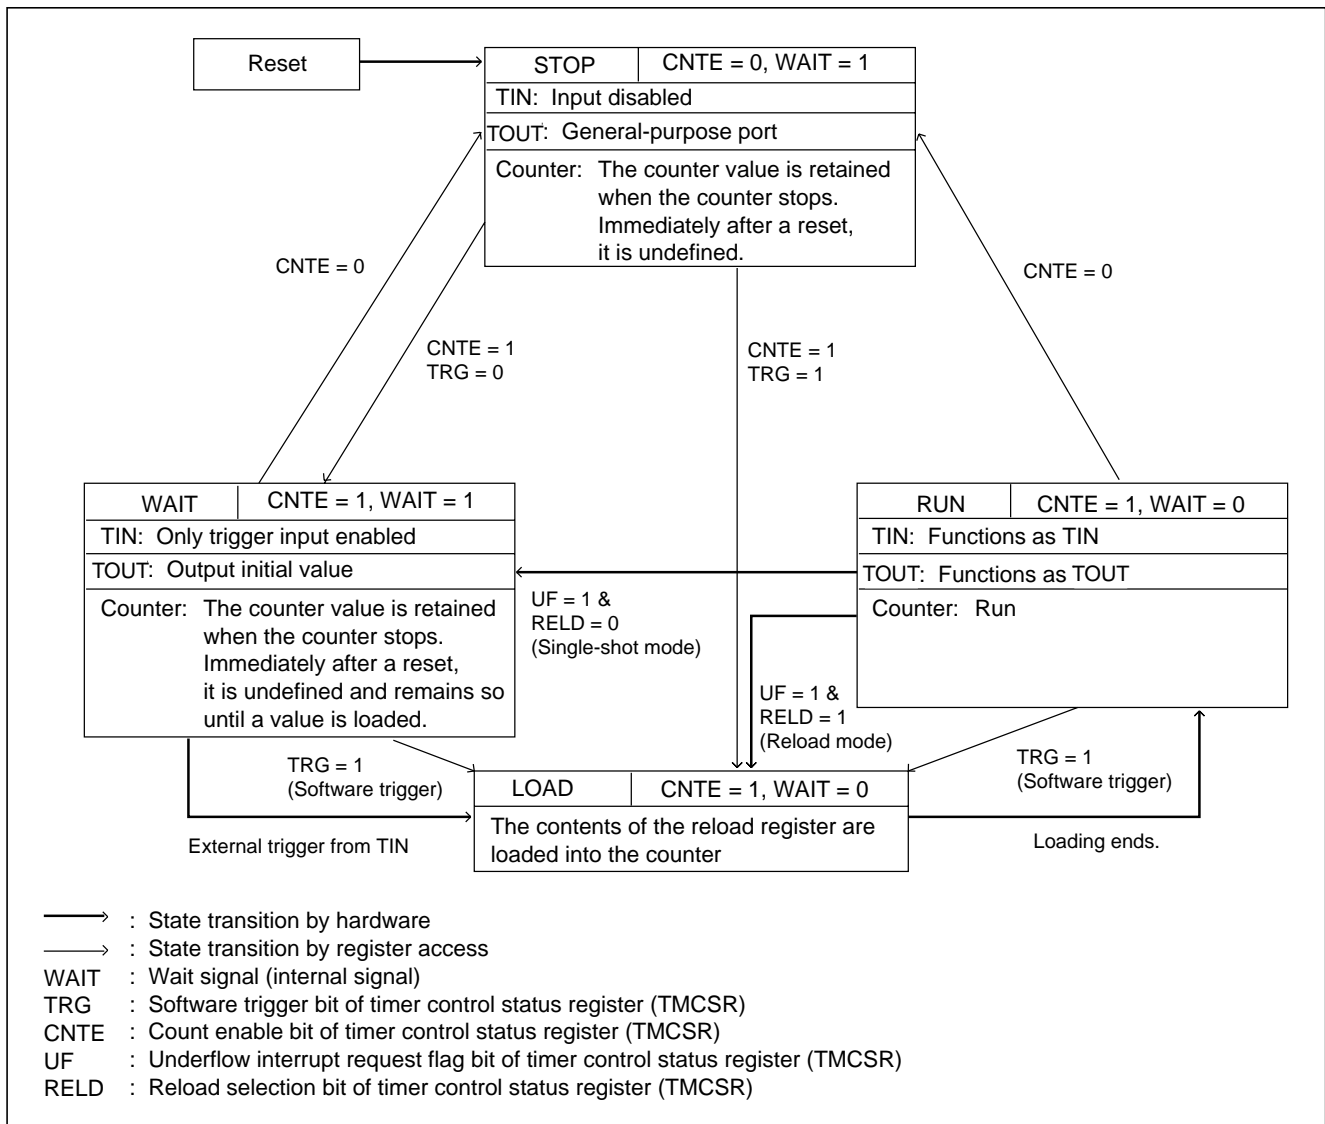 Reset
STOP
CNTE = 0, WAIT = 1
TIN: Input disabled
TOUT: General-purpose port
Counter: The counter value is retained
when the counter stops.
Immediately after a reset,
it is undefined.
CNTE = 0
CNTE = 0
CNTE = 1
TRG = 0
CNTE = 1
TRG = 1
WAIT
CNTE = 1, WAIT = 1
TIN: Only trigger input enabled
TOUT: Output initial value
Counter: The counter value is retained
when the counter stops.
Immediately after a reset,
it is undefined and remains so
until a value is loaded.
RUN
CNTE = 1, WAIT = 0
TIN: Functions as TIN
TOUT: Functions as TOUT
Counter: Run
UF = 1 &
RELD = 0
(Single-shot mode)
UF = 1 &
RELD = 1
(Reload mode)
TRG = 1
(Software trigger)
TRG = 1
(Software trigger)
External trigger from TIN
LOAD
CNTE = 1, WAIT = 0
The contents of the reload register are
loaded into the counter
Loading ends.
: State transition by hardware
: State transition by register access
WAIT : Wait signal (internal signal)
TRG : Software trigger bit of timer control status register (TMCSR)
CNTE : Count enable bit of timer control status register (TMCSR)
UF : Underflow interrupt request flag bit of timer control status register (TMCSR)
RELD : Reload selection bit of timer control status register (TMCSR)